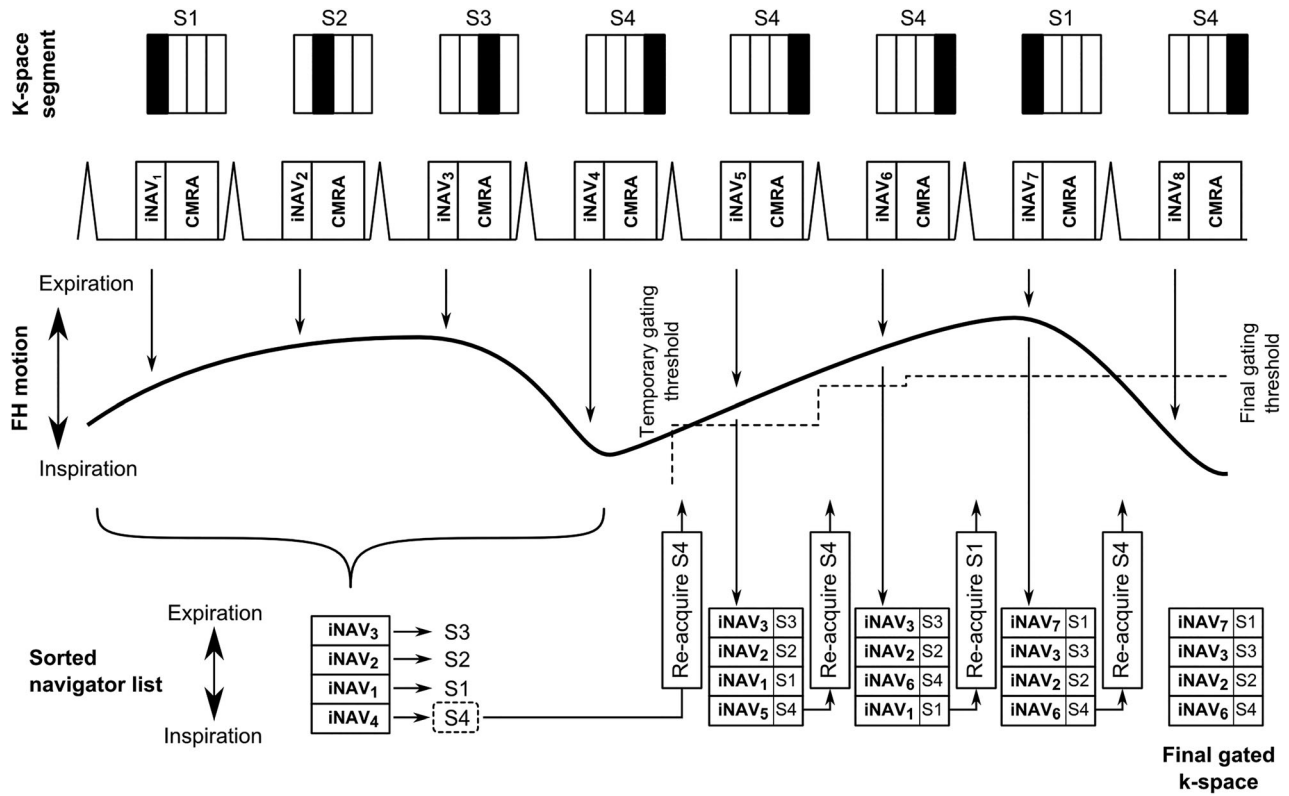 S1 S2 S3 S4 S4 S4 S1 S4
K-space
segment
iNAV1 CMRA iNAV2 CMRA iNAV3 CMRA iNAV4 CMRA iNAV5 CMRA iNAV6 CMRA iNAV7 CMRA iNAV8 CMRA
Expiration
FH motion
Inspiration
Temporary gating
threshold
Final gating
threshold
Re-acquire S4
Re-acquire S4
Re-acquire S1
Re-acquire S4
Expiration
Sorted
navigator list
Inspiration
iNAV3 S3
iNAV2 S2
iNAV1 S1
iNAV4 S4
iNAV3 S3
iNAV2 S2
iNAV1 S1
iNAV5 S4
iNAV3 S3
iNAV2 S2
iNAV6 S4
iNAV1 S1
iNAV7 S1
iNAV3 S3
iNAV2 S2
iNAV6 S4
iNAV7 S1
iNAV3 S3
iNAV2 S2
iNAV6 S4
Final gated
k-space